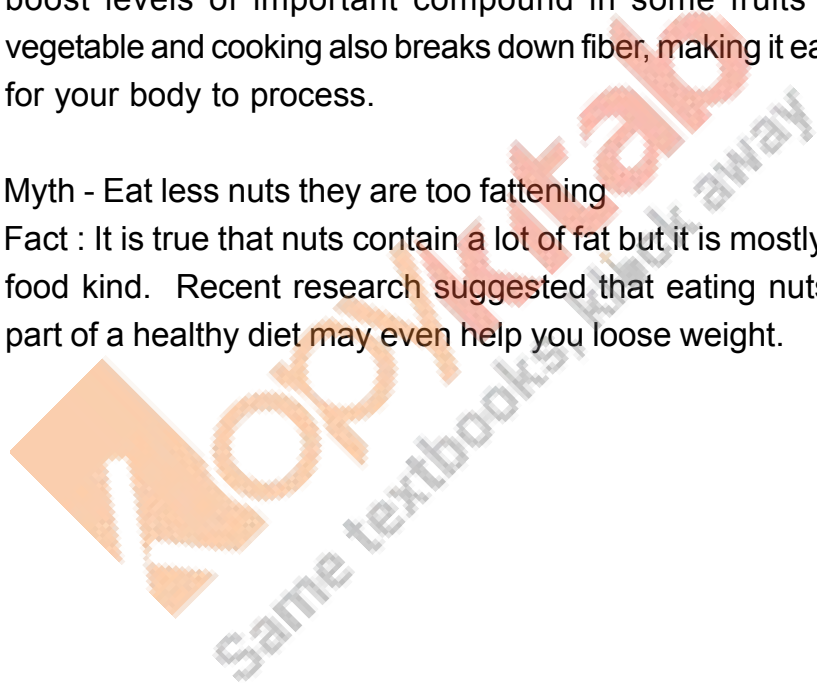 boost levels of important compound in some fruits
vegetable and cooking also breaks down fiber, making it ea
for your body to process.
Myth - Eat less nuts they are too fattening
Fact : It is true that nuts contain a lot of fat but it is mostly
food kind. Recent research suggested that eating nuts
part of a healthy diet may even help you loose weight.
Kopykitab
Same textbooks, klook away